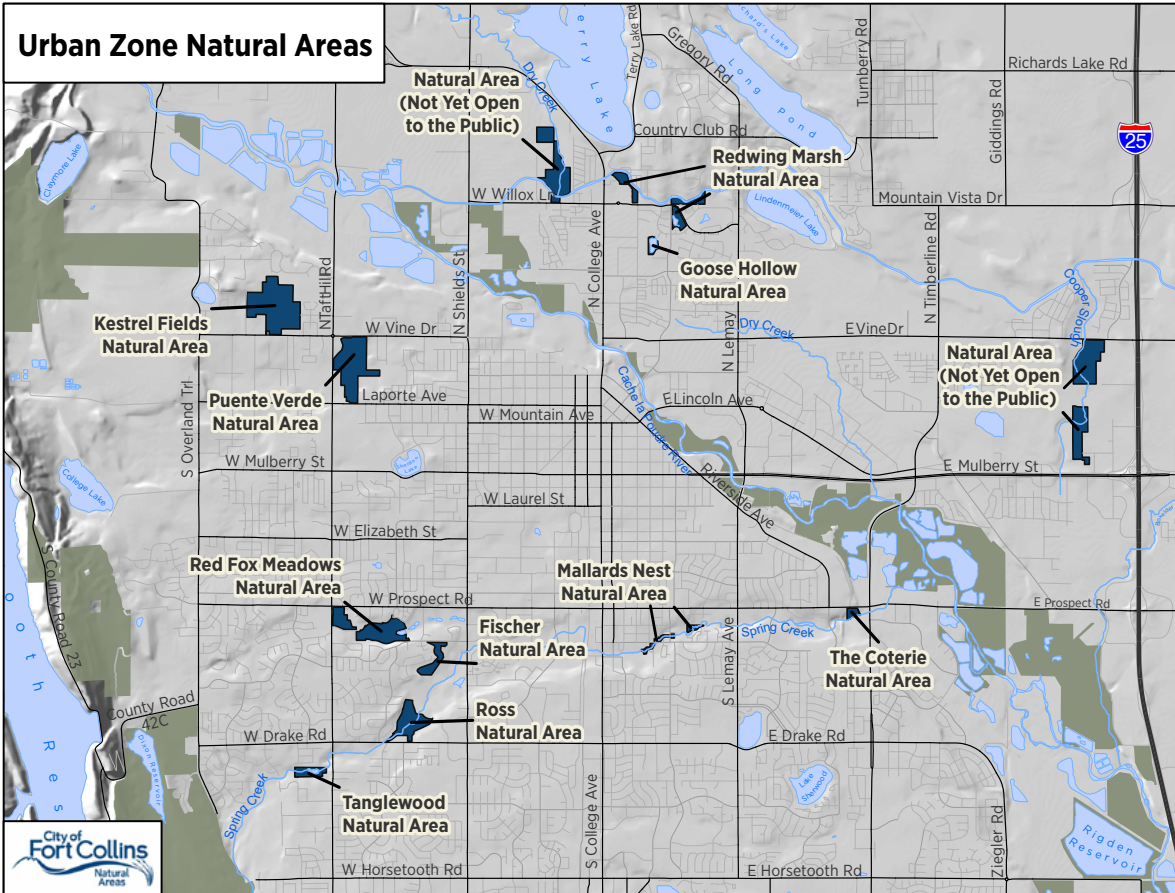 Urban Zone Natural Areas
Natural Area
(Not Yet Open
to the Public)
Dry Creek
Terry Lake Rd
Gregory Rd
Long Pond
Turnberry Rd
Richards Lake Rd
Giddings Rd
25
Claymore Lake
Country Club Rd
Redwing Marsh
Natural Area
W Willox Ln
Mountain Vista Dr
Lindenmeier Lake
N Shields St
N College Ave
Goose Hollow
Natural Area
N Timberline Rd
Cooper Slough
Kestrel Fields
Natural Area
N Taft Hill Rd
W Vine Dr
Dry Creek
N Lemay
E Vine Dr
Natural Area
(Not Yet Open
to the Public)
Puente Verde
Natural Area
Laporte Ave
S Overland Trl
W Mountain Ave
Cache la Poudre River
E Lincoln Ave
College Lake
W Mulberry St
E Mulberry St
W Laurel St
Riverside Ave
W Elizabeth St
Red Fox Meadows
Natural Area
Mallards Nest
Natural Area
W Prospect Rd
E Prospect Rd
Fischer
Natural Area
Spring Creek
S Lemay Ave
The Coterie
Natural Area
S County Road 23
County Road
42C
Ross
Natural Area
W Drake Rd
E Drake Rd
Dixon Reservoir
Lake
Sherwood
Tanglewood
Natural Area
Spring Creek
S College Ave
Ziegler Rd
Rigden
Reservoir
W Horsetooth Rd
E Horsetooth Rd
City of
Fort Collins
Natural
Areas